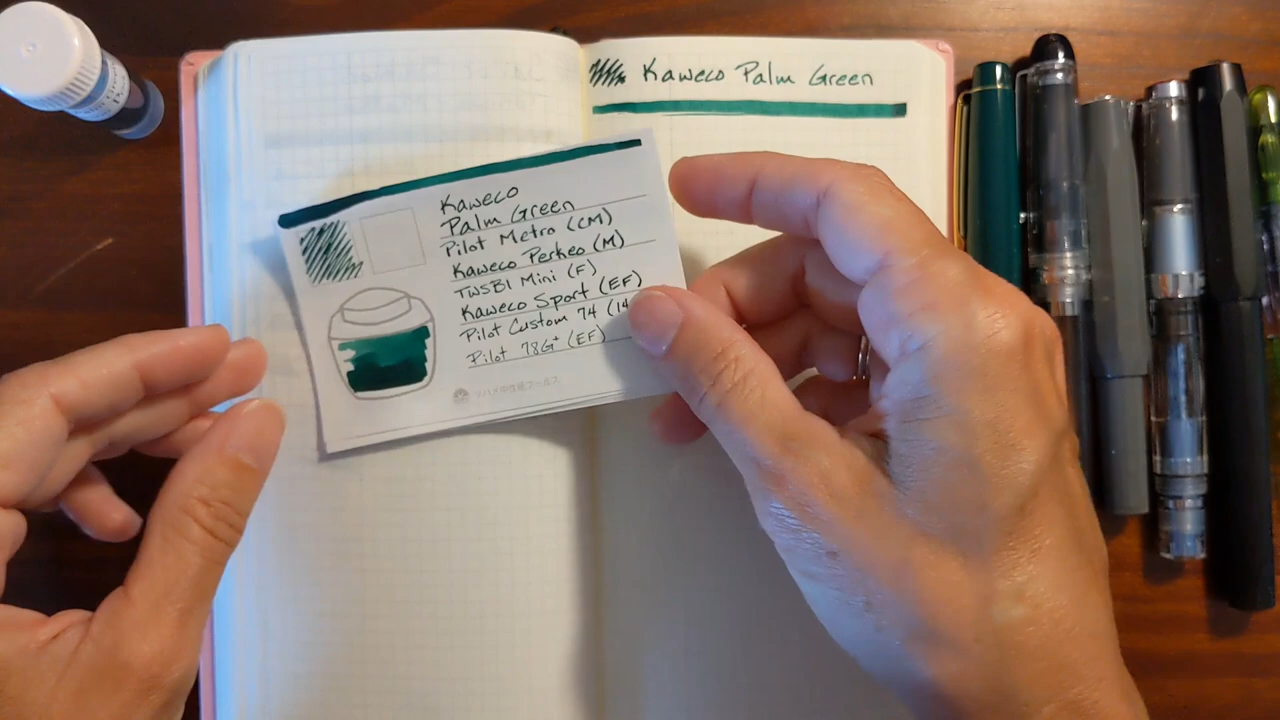 Kaweco Palm Green
Kaweco
Palm Green
Pilot Metro (CM)
Kaweco Perkeo (M)
TWSBI Mini (F)
Kaweco Sport (EF)
Pilot Custom 74 (14
Pilot 78G+ (EF)